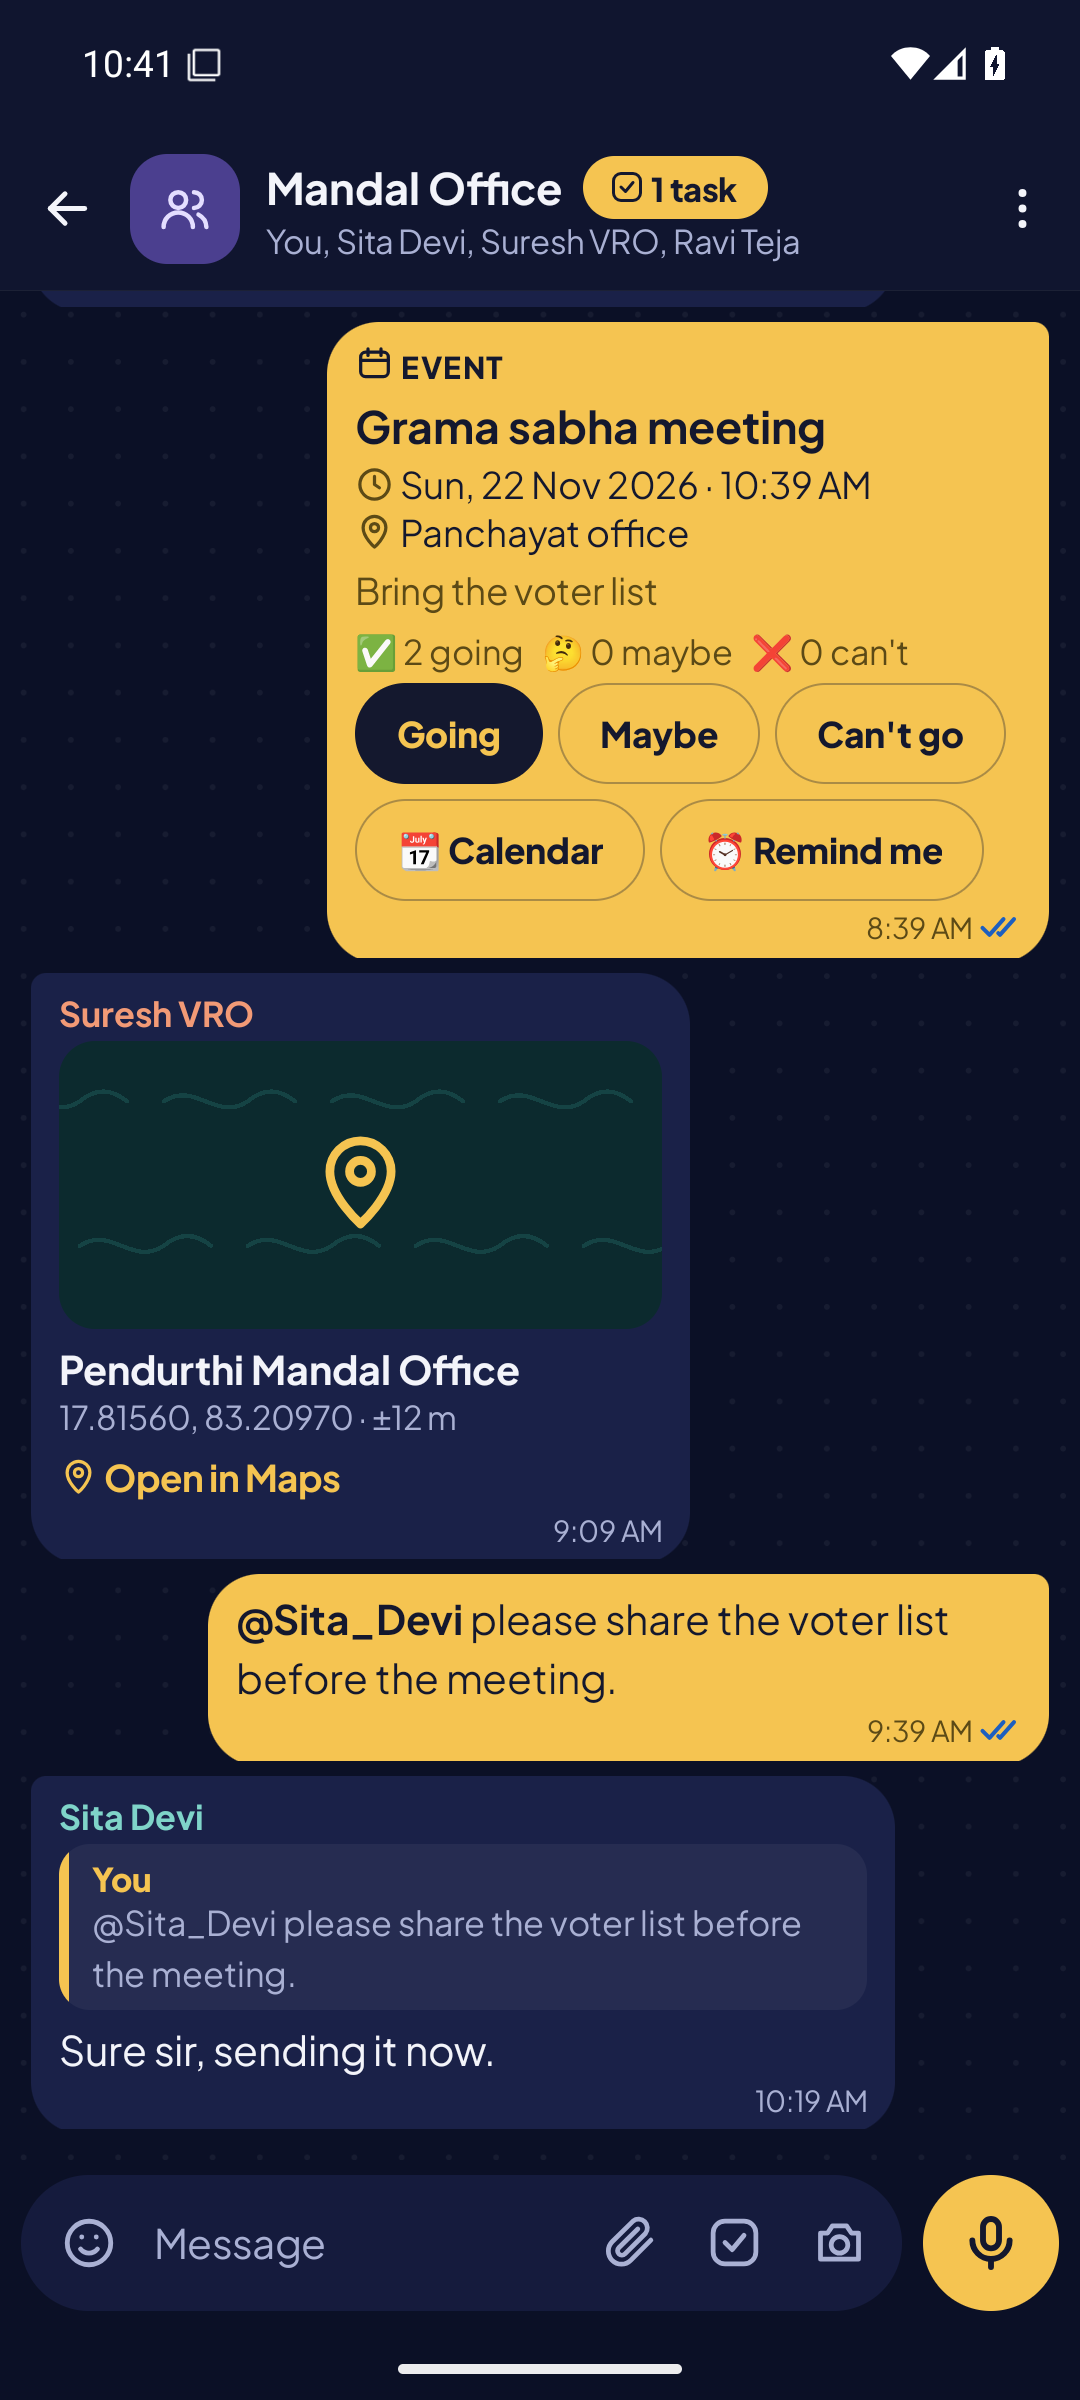 10:41
Mandal Office
1 task
You, Sita Devi, Suresh VRO, Ravi Teja
EVENT
Grama sabha meeting
Sun, 22 Nov 2026 · 10:39 AM
Panchayat office
Bring the voter list
✅ 2 going 🤔 0 maybe ❌ 0 can't
Going Maybe Can't go
📆 Calendar ⏰ Remind me
8:39 AM
Suresh VRO
Pendurthi Mandal Office
17.81560, 83.20970 · ±12 m
Open in Maps
9:09 AM
@Sita_Devi please share the voter list
before the meeting.
9:39 AM
Sita Devi
You
@Sita_Devi please share the voter list before
the meeting.
Sure sir, sending it now.
10:19 AM
Message